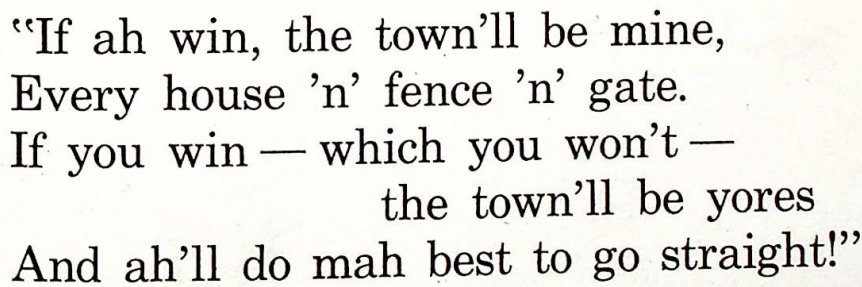 “If ah win, the town’ll be mine,
Every house ’n’ fence ’n’ gate.
If you win — which you won’t —
the town’ll be yores
And ah’ll do mah best to go straight!”